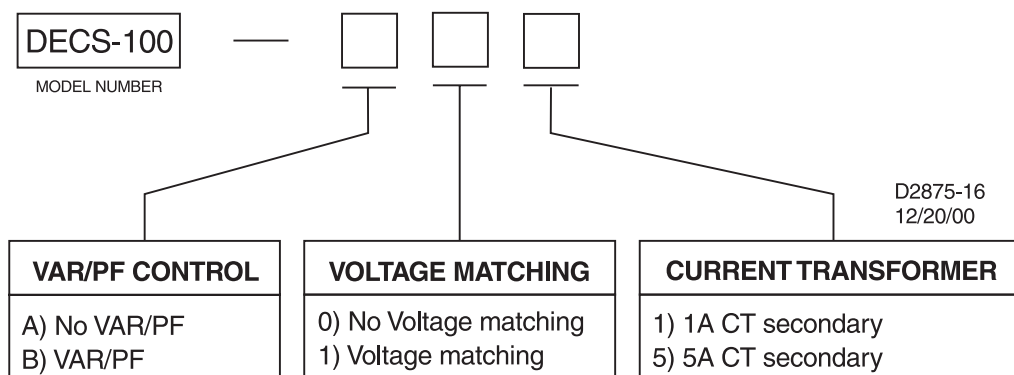 DECS-100 —
MODEL NUMBER
D2875-16
12/20/00
VAR/PF CONTROL
A) No VAR/PF
B) VAR/PF
VOLTAGE MATCHING
0) No Voltage matching
1) Voltage matching
CURRENT TRANSFORMER
1) 1A CT secondary
5) 5A CT secondary